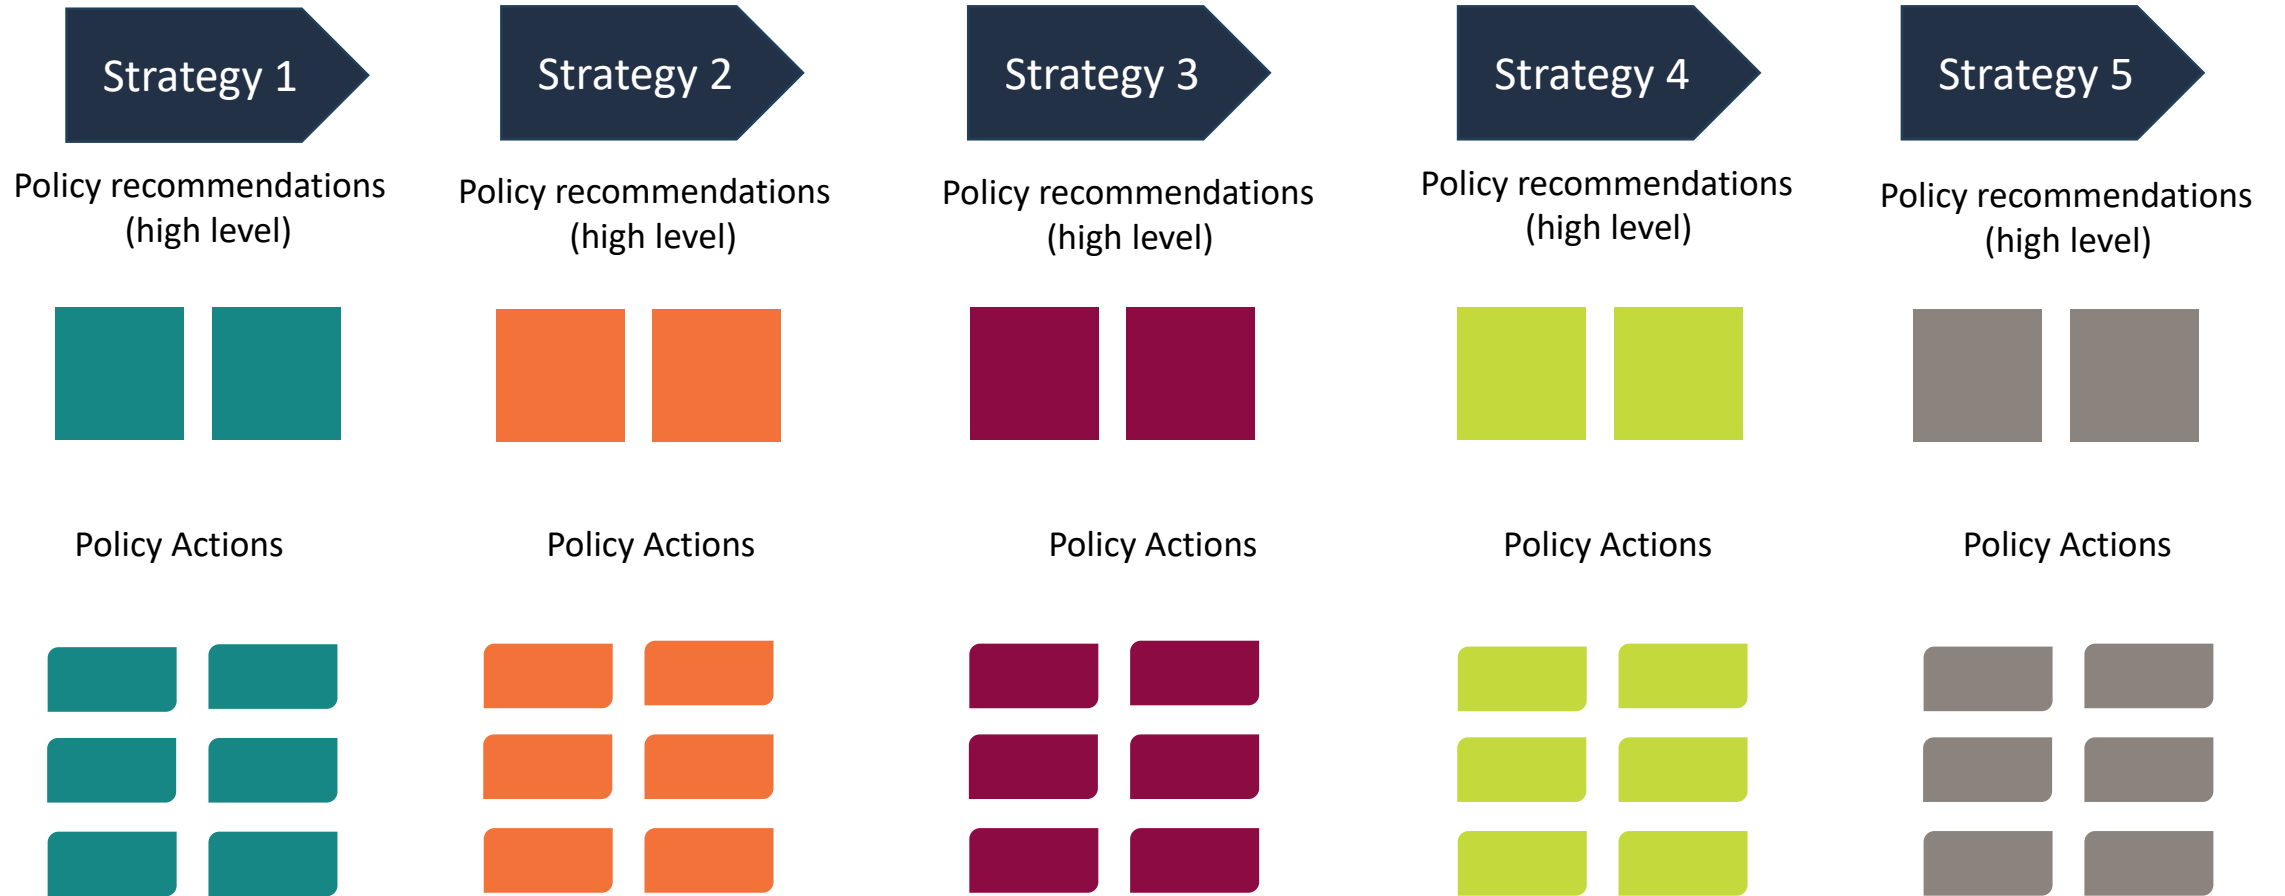 Strategy 1
Strategy 2
Strategy 3
Strategy 4
Strategy 5
Policy recommendations
(high level)
Policy recommendations
(high level)
Policy recommendations
(high level)
Policy recommendations
(high level)
Policy recommendations
(high level)
Policy Actions
Policy Actions
Policy Actions
Policy Actions
Policy Actions